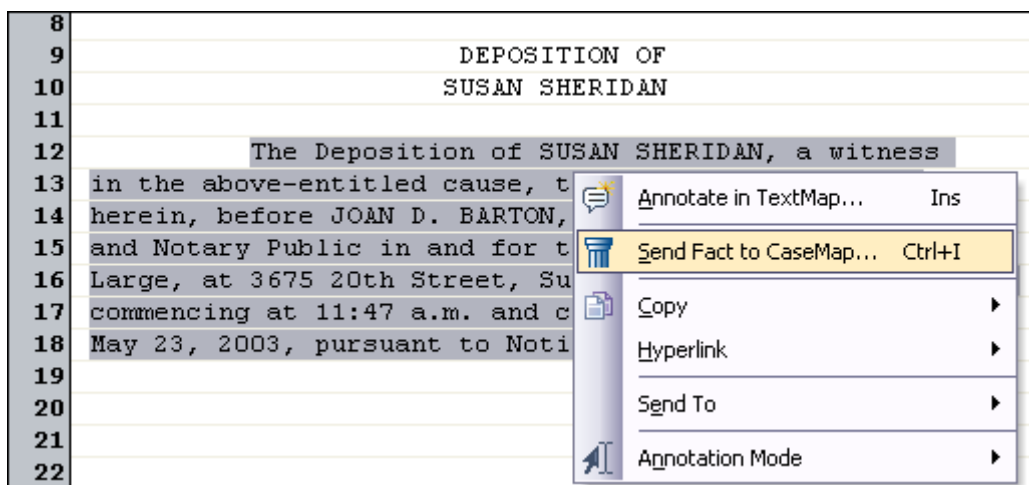 8
9 DEPOSITION OF
10 SUSAN SHERIDAN
11
12 The Deposition of SUSAN SHERIDAN, a witness
13 in the above-entitled cause, t
14 herein, before JOAN D. BARTON,
15 and Notary Public in and for t
16 Large, at 3675 20th Street, Su
17 commencing at 11:47 a.m. and c
18 May 23, 2003, pursuant to Noti
19
20
21
22
Annotate in TextMap... Ins
Send Fact to CaseMap... Ctrl+I
Copy
Hyperlink
Send To
Annotation Mode